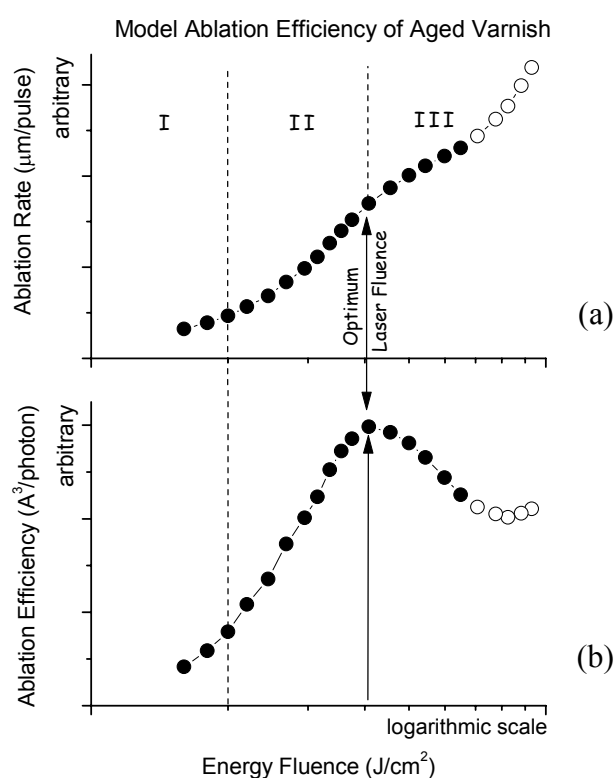 Model Ablation Efficiency of Aged Varnish
Ablation Rate (μm/pulse)
arbitrary
I
II
III
Optimum
Laser Fluence
(a)
Ablation Efficiency (A³/photon)
arbitrary
(b)
logarithmic scale
Energy Fluence (J/cm²)